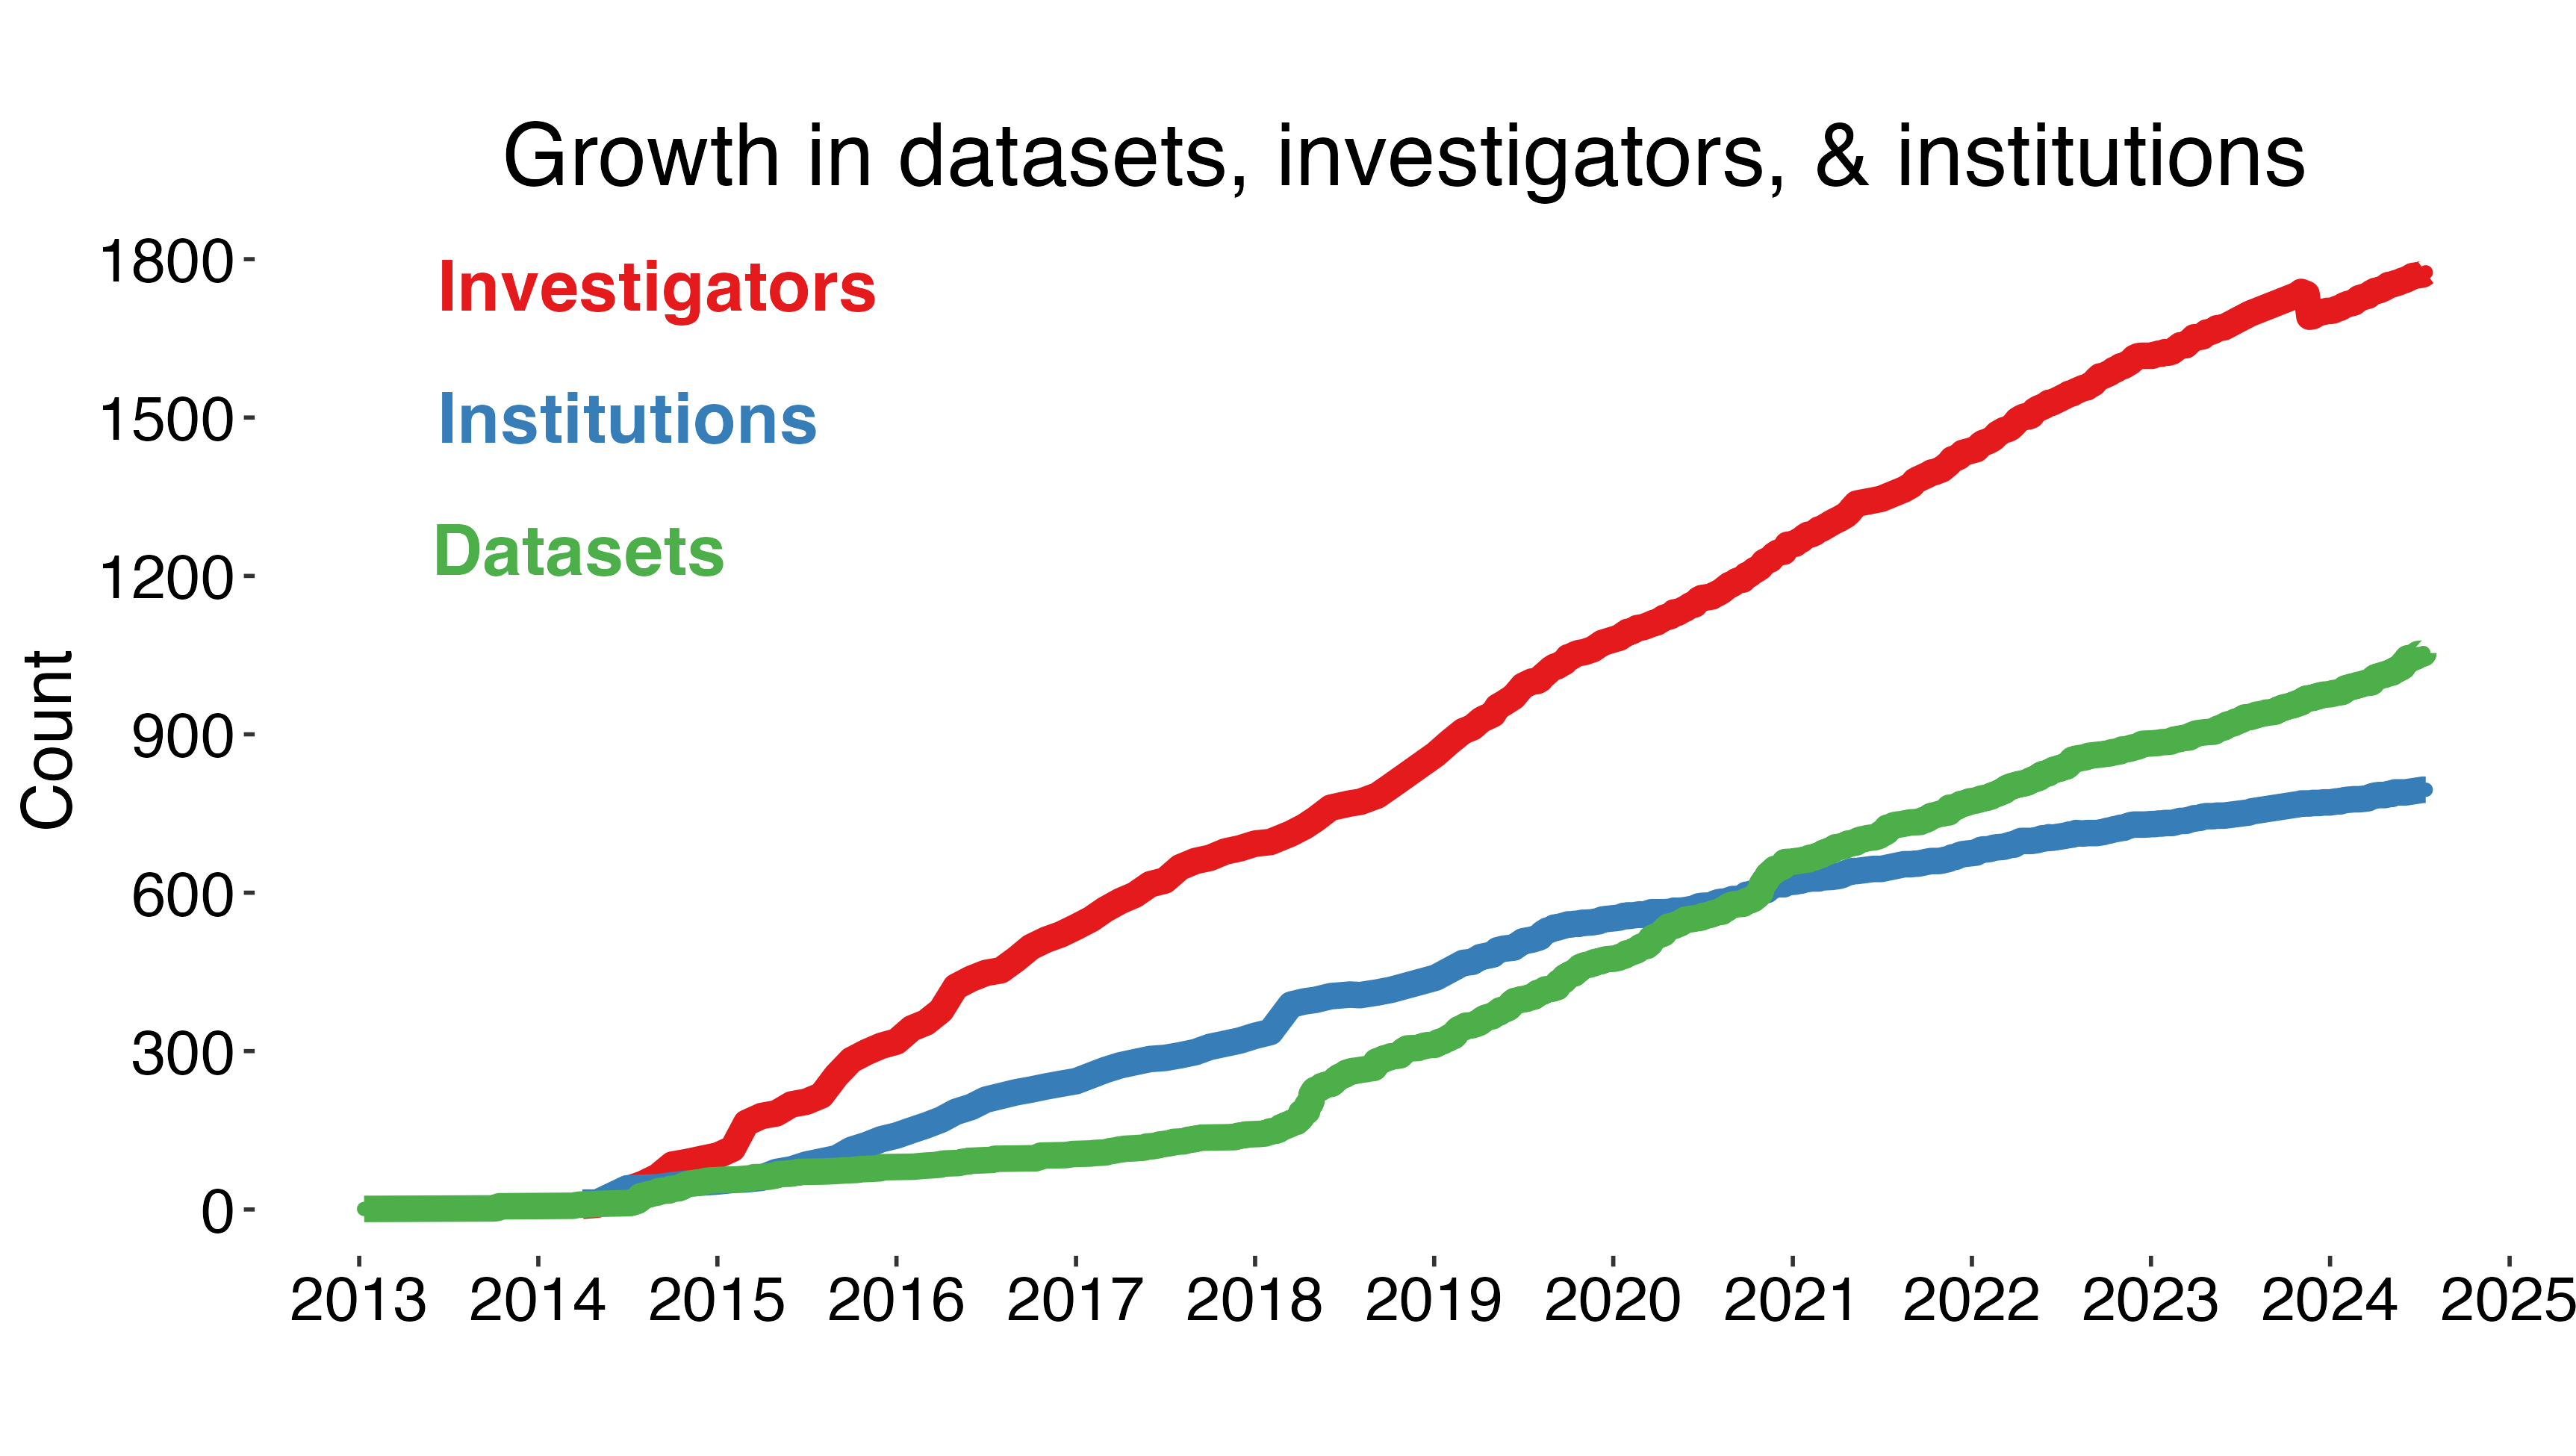 Growth in datasets, investigators, & institutions
1800
Investigators
1500
Institutions
Datasets
1200
Count
900
600
300
0
2013 2014 2015 2016 2017 2018 2019 2020 2021 2022 2023 2024 2025